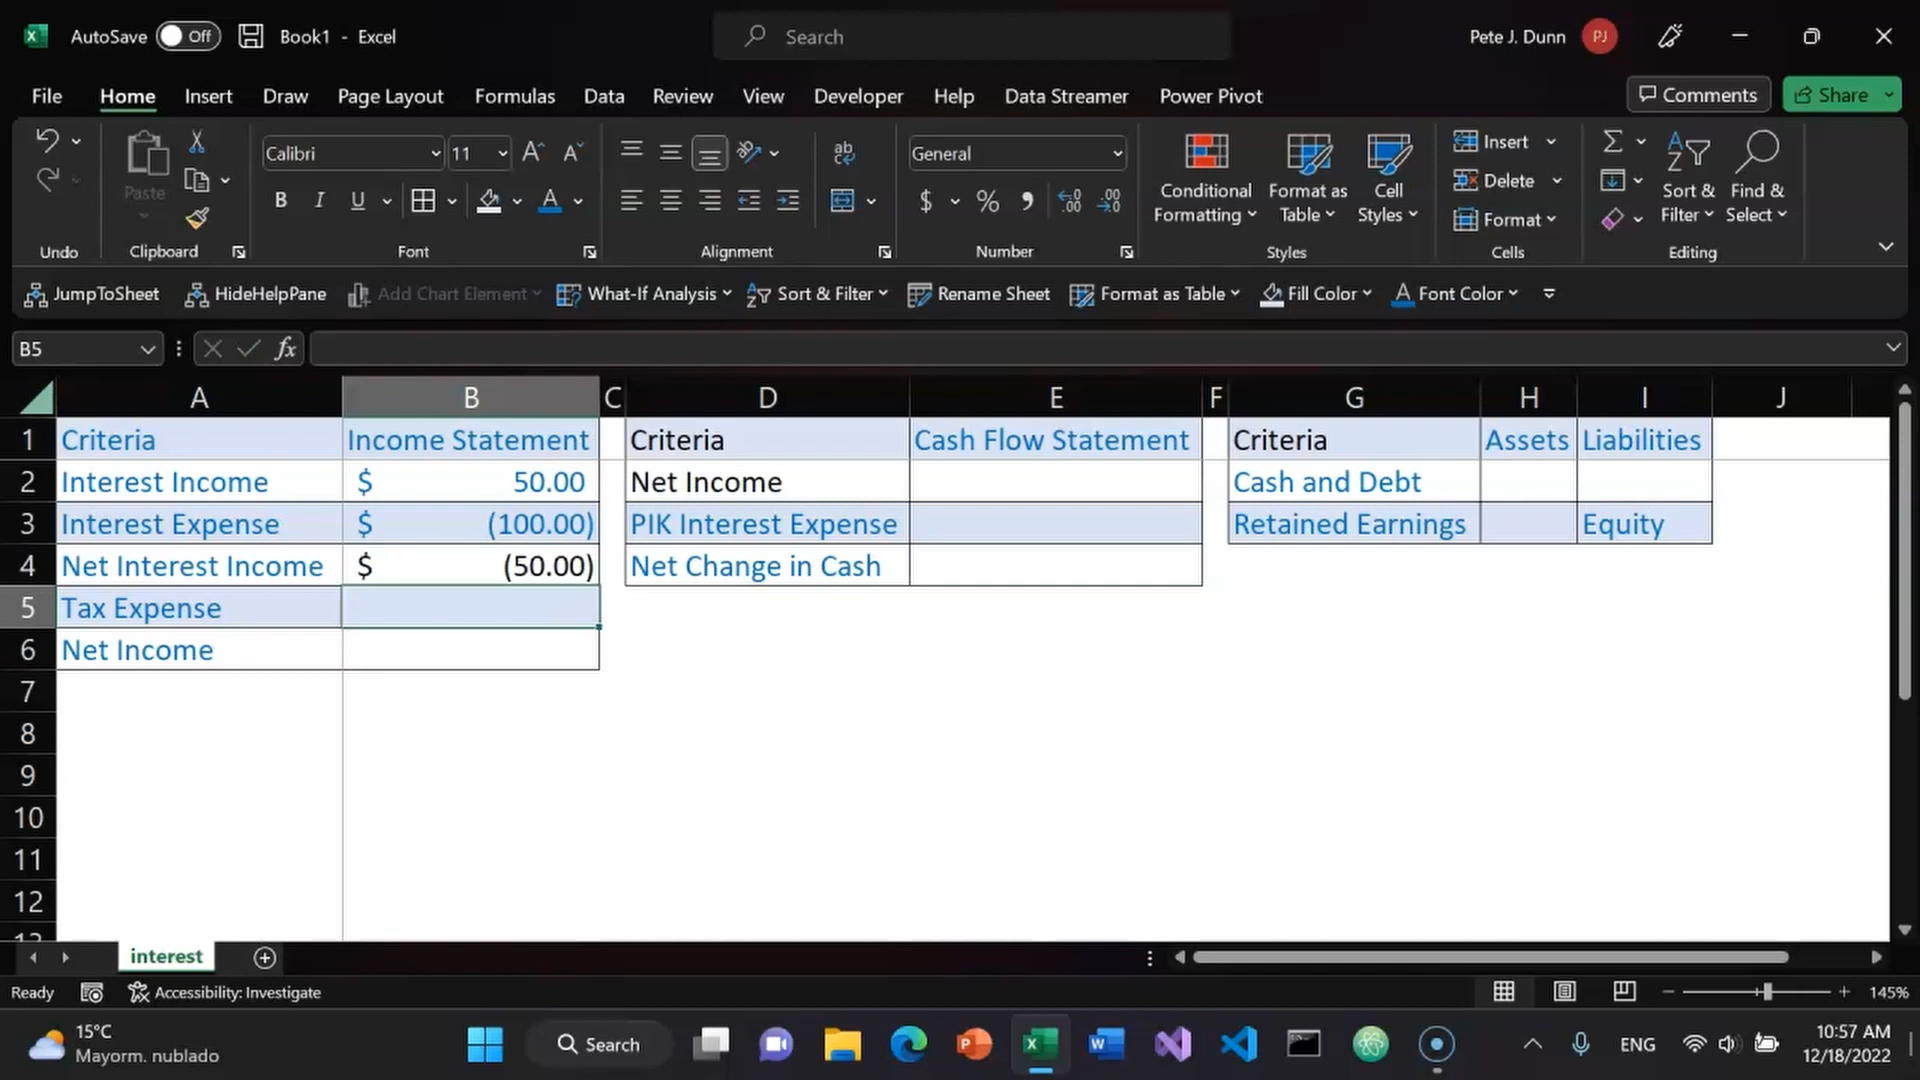 AutoSave Off Book1 - Excel Search Pete J. Dunn PJ
File Home Insert Draw Page Layout Formulas Data Review View Developer Help Data Streamer Power Pivot Comments Share
Calibri 11 General
Paste Conditional Formatting Format as Table Cell Styles Insert Delete Format Sort & Filter Find & Select
Undo Clipboard Font Alignment Number Styles Cells Editing
JumpToSheet HideHelpPane Add Chart Element What-If Analysis Sort & Filter Rename Sheet Format as Table Fill Color Font Color
B5 fx
A B C D E F G H I J
1 Criteria Income Statement Criteria Cash Flow Statement Criteria Assets Liabilities
2 Interest Income $ 50.00 Net Income Cash and Debt
3 Interest Expense $ (100.00) PIK Interest Expense Retained Earnings Equity
4 Net Interest Income $ (50.00) Net Change in Cash
5 Tax Expense
6 Net Income
7
8
9
10
11
12
13
interest
Ready Accessibility: Investigate 145%
15°C
Mayorm. nublado
Search
ENG
10:57 AM
12/18/2022